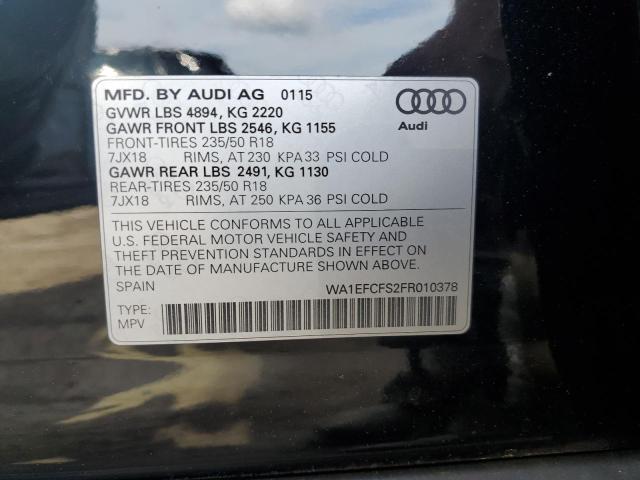 MFD. BY AUDI AG 0115
GVWR LBS 4894, KG 2220
GAWR FRONT LBS 2546, KG 1155
FRONT-TIRES 235/50 R18
7JX18 RIMS, AT 230 KPA 33 PSI COLD
GAWR REAR LBS 2491, KG 1130
REAR-TIRES 235/50 R18
7JX18 RIMS, AT 250 KPA 36 PSI COLD
Audi
THIS VEHICLE CONFORMS TO ALL APPLICABLE
U.S. FEDERAL MOTOR VEHICLE SAFETY AND
THEFT PREVENTION STANDARDS IN EFFECT ON
THE DATE OF MANUFACTURE SHOWN ABOVE.
SPAIN WA1EFCFS2FR010378
TYPE:
MPV